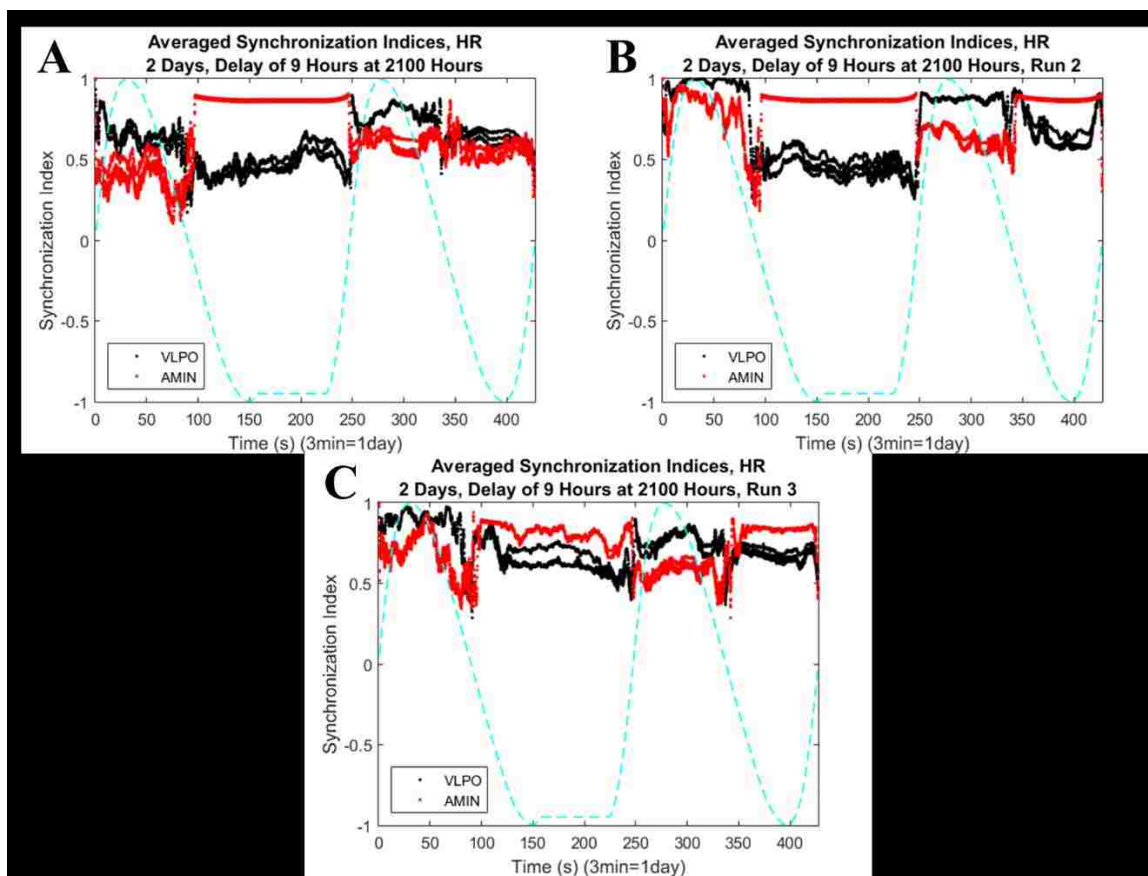 A
Averaged Synchronization Indices, HR
2 Days, Delay of 9 Hours at 2100 Hours
Synchronization Index
1
0.5
0
-0.5
-1
VLPO
AMIN
0 50 100 150 200 250 300 350 400
Time (s) (3min=1day)
B
Averaged Synchronization Indices, HR
2 Days, Delay of 9 Hours at 2100 Hours, Run 2
Synchronization Index
1
0.5
0
-0.5
-1
VLPO
AMIN
0 50 100 150 200 250 300 350 400
Time (s) (3min=1day)
C
Averaged Synchronization Indices, HR
2 Days, Delay of 9 Hours at 2100 Hours, Run 3
Synchronization Index
1
0.5
0
-0.5
-1
VLPO
AMIN
0 50 100 150 200 250 300 350 400
Time (s) (3min=1day)